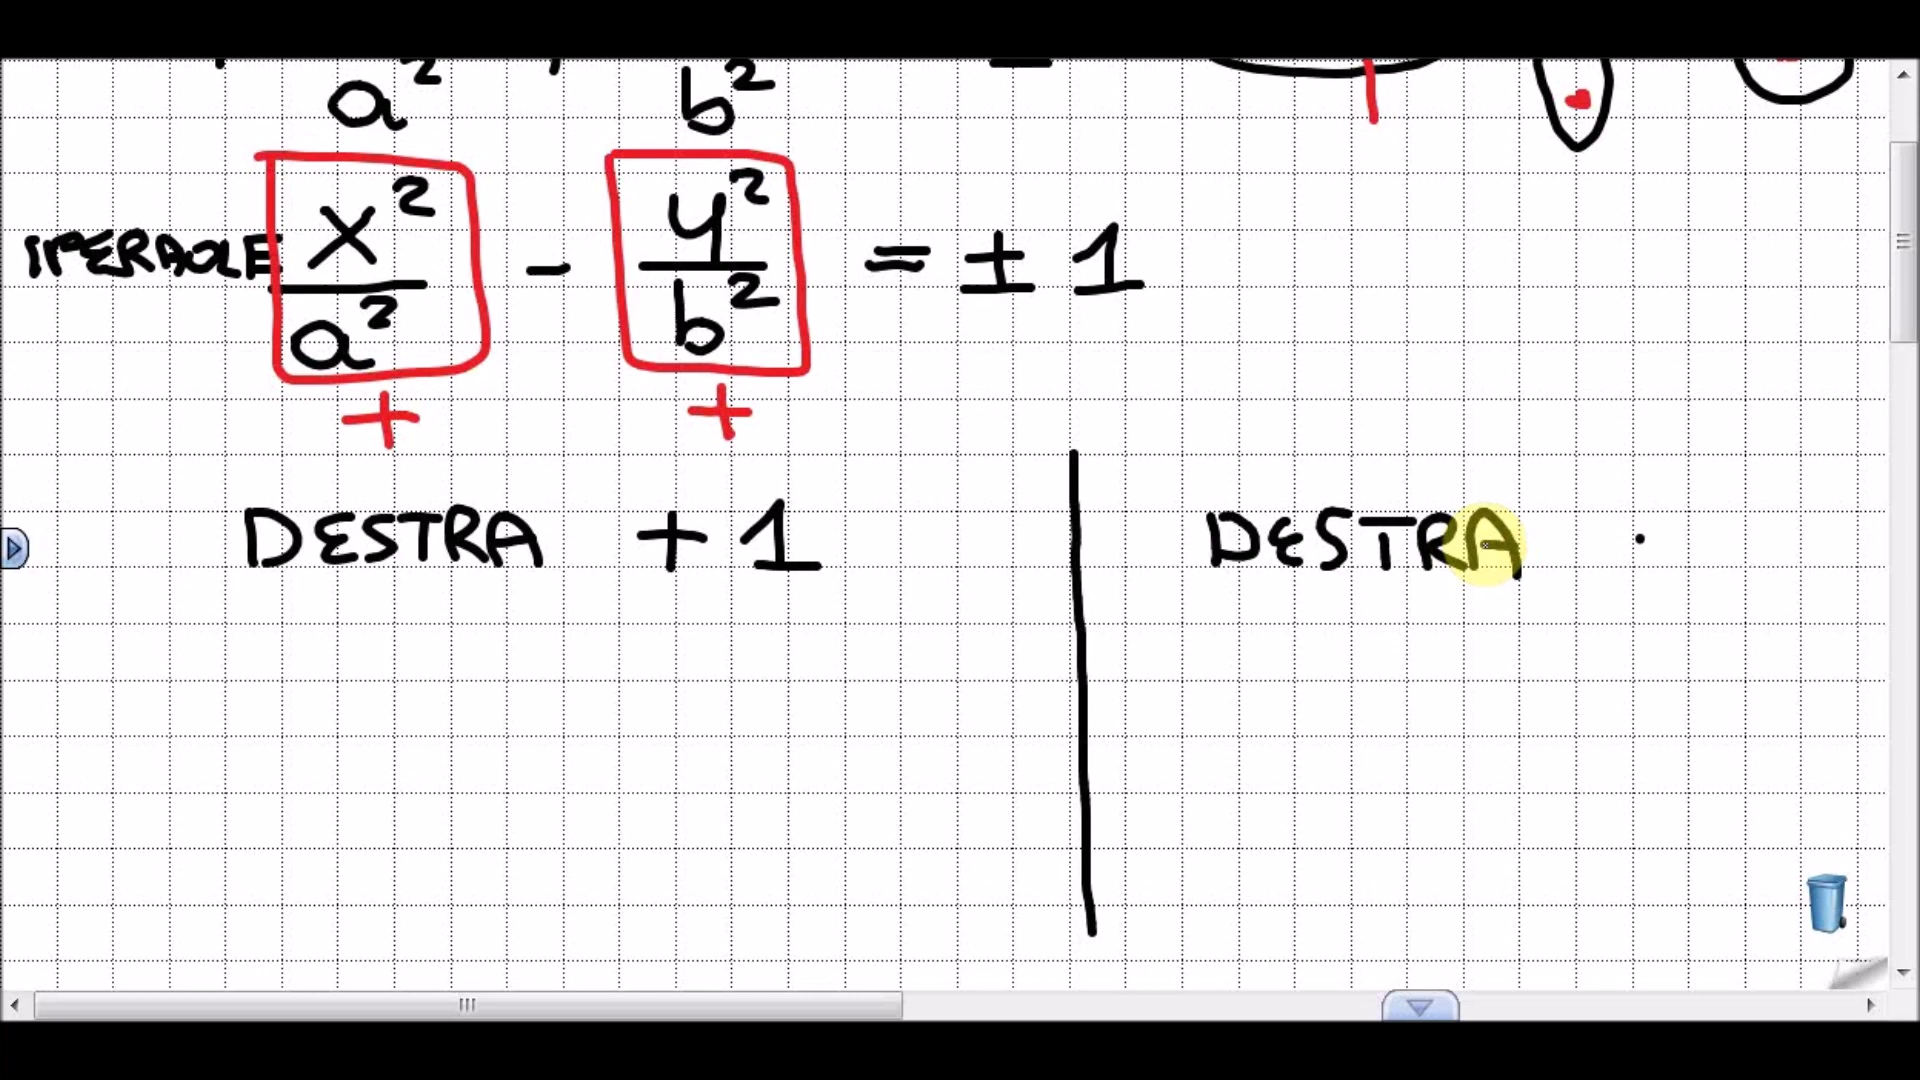 a² b²
IPERBOLE x²/a² - y²/b² = ± 1
+ +
DESTRA + 1
DESTRA